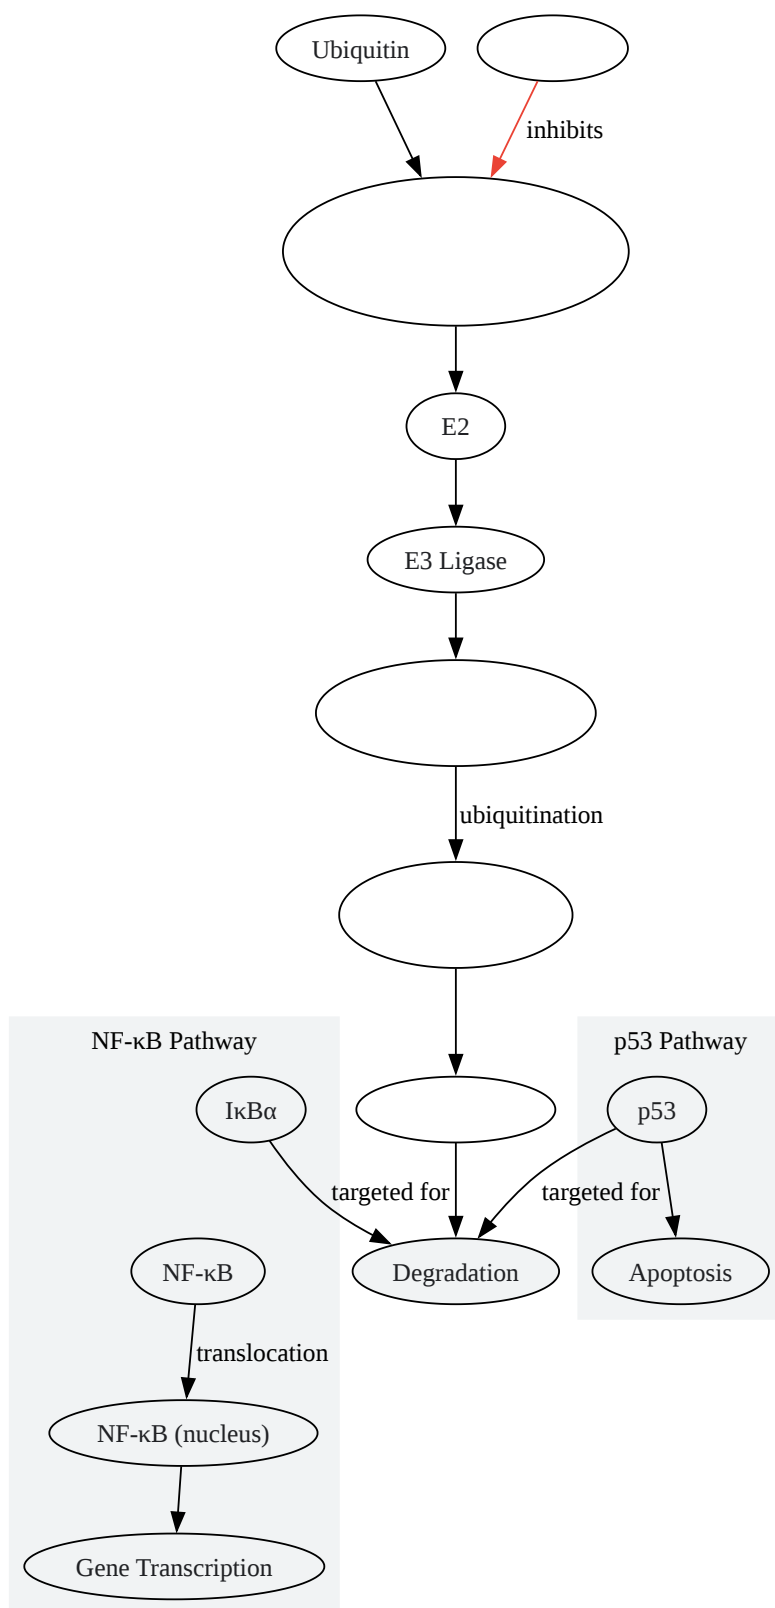 Ubiquitin
inhibits
E2
E3 Ligase
ubiquitination
NF-κB Pathway
p53 Pathway
IκBα
p53
targeted for
targeted for
NF-κB
Degradation
Apoptosis
translocation
NF-κB (nucleus)
Gene Transcription